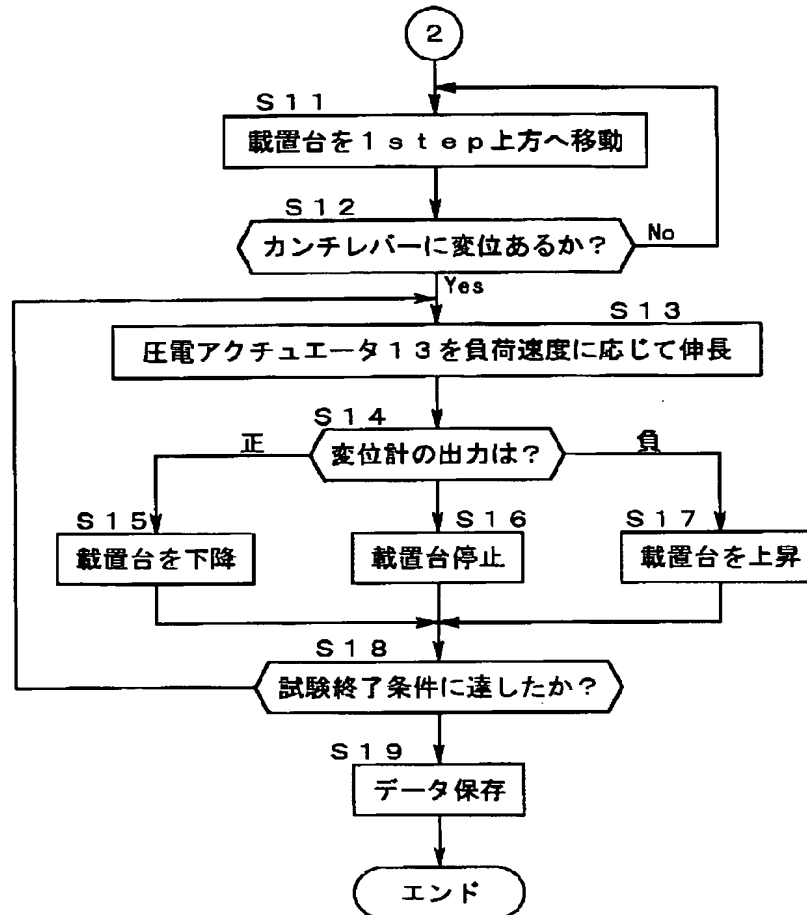 2
S11
載置台を1step上方へ移動
S12
カンチレバーに変位あるか?
No
Yes
S13
圧電アクチュエータ13を負荷速度に応じて伸長
S14
変位計の出力は?
正
負
S15
載置台を下降
S16
載置台停止
S17
載置台を上昇
S18
試験終了条件に達したか?
S19
データ保存
エンド